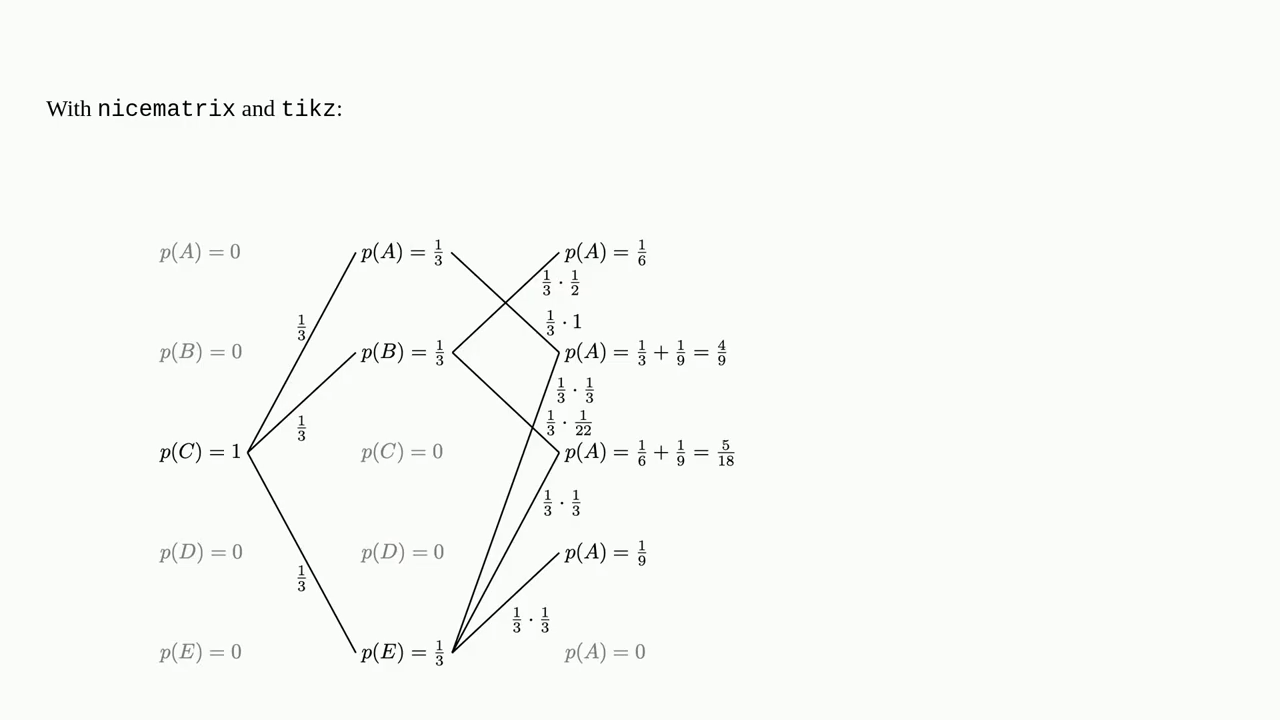 With nicematrix and tikz:
p(A) = 0 p(A) = 1/3 p(A) = 1/6
1/3 · 1/2
1/3 1/3 · 1
p(B) = 0 p(B) = 1/3 p(A) = 1/3 + 1/9 = 4/9
1/3 · 1/3
1/3 1/3 · 1/22
p(C) = 1 p(C) = 0 p(A) = 1/6 + 1/9 = 5/18
1/3 · 1/3
p(D) = 0 p(D) = 0 p(A) = 1/9
1/3
1/3 · 1/3
p(E) = 0 p(E) = 1/3 p(A) = 0